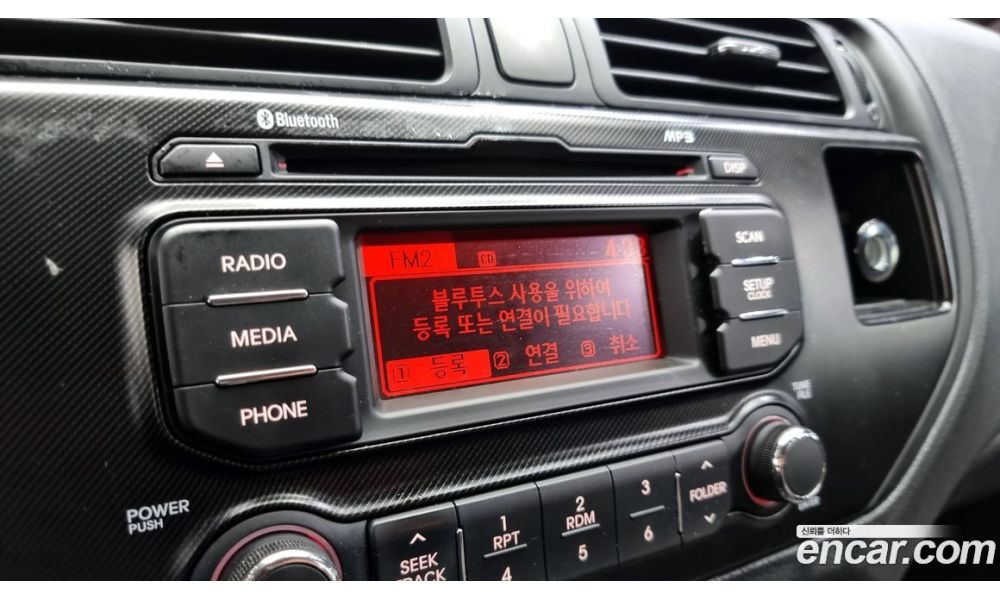 Bluetooth
MP3
DISP
RADIO
MEDIA
PHONE
FM2 CD
블루투스 사용을 위하여
등록 또는 연결이 필요합니다
1 등록 2 연결 3 취소
SCAN
SETUP
CLOCK
MENU
TUNE
FILE
POWER
PUSH
SEEK
TRACK
1
RPT
4
2
RDM
5
3
6
FOLDER
신뢰를 더하다
encar.com